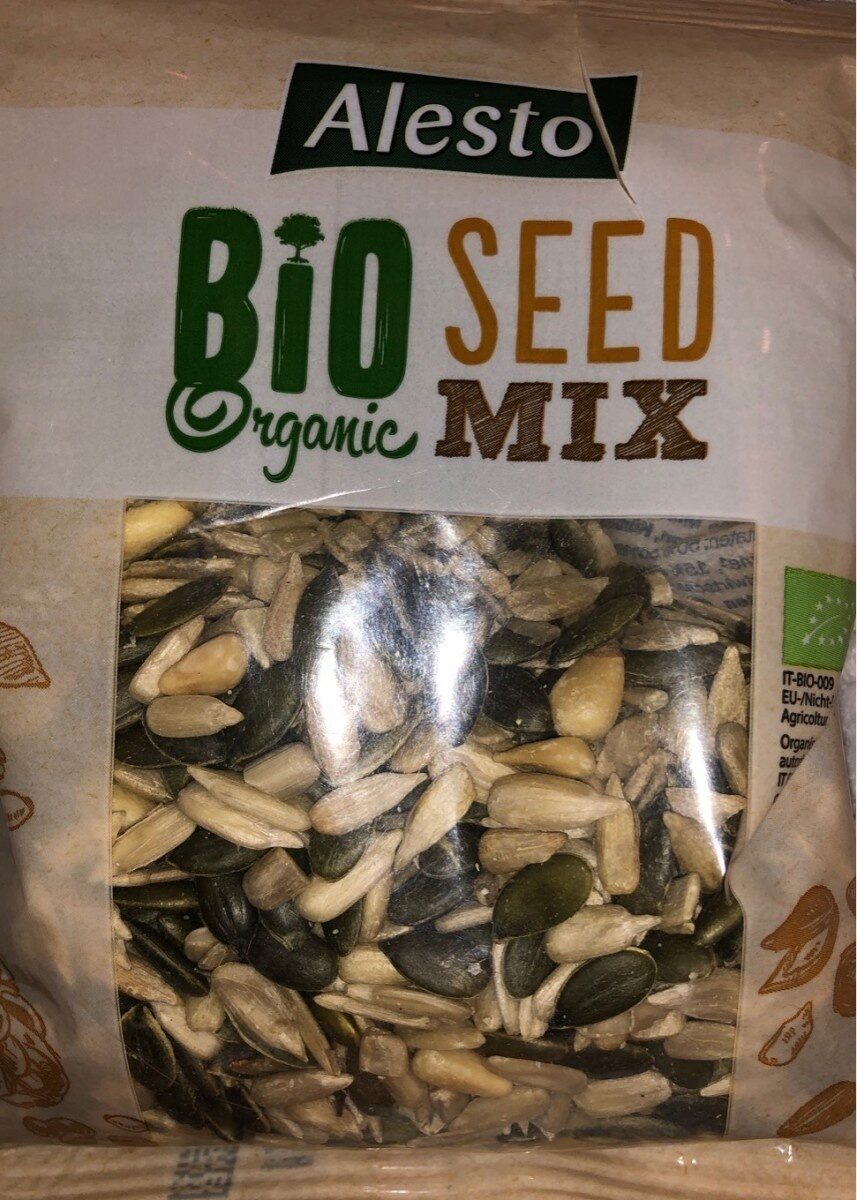 Alesto
BiO SEED
Organic MIX
IT-BIO-009
EU-/Nicht-
Agricoltur